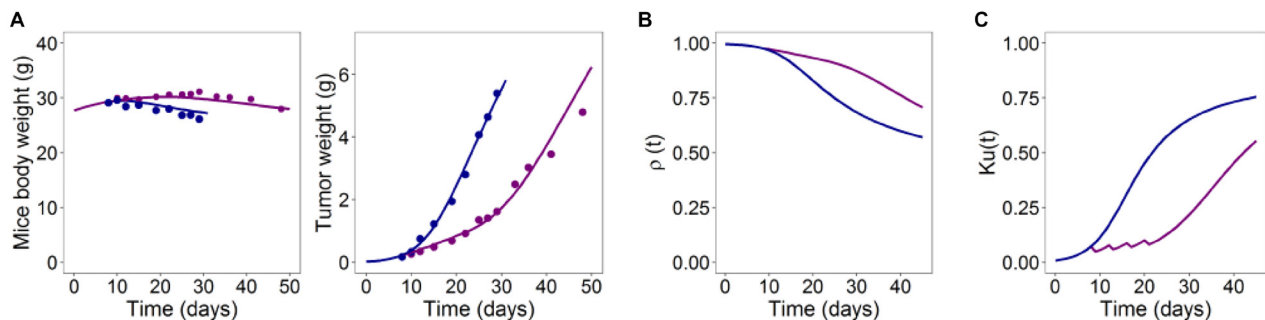 A
Mice body weight (g)
40
30
20
10
0
0 10 20 30 40 50
Time (days)
Tumor weight (g)
6
4
2
0
0 10 20 30 40 50
Time (days)
B
ρ (t)
1.00
0.75
0.50
0.25
0.00
0 10 20 30 40
Time (days)
C
Ku(t)
1.00
0.75
0.50
0.25
0.00
0 10 20 30 40
Time (days)